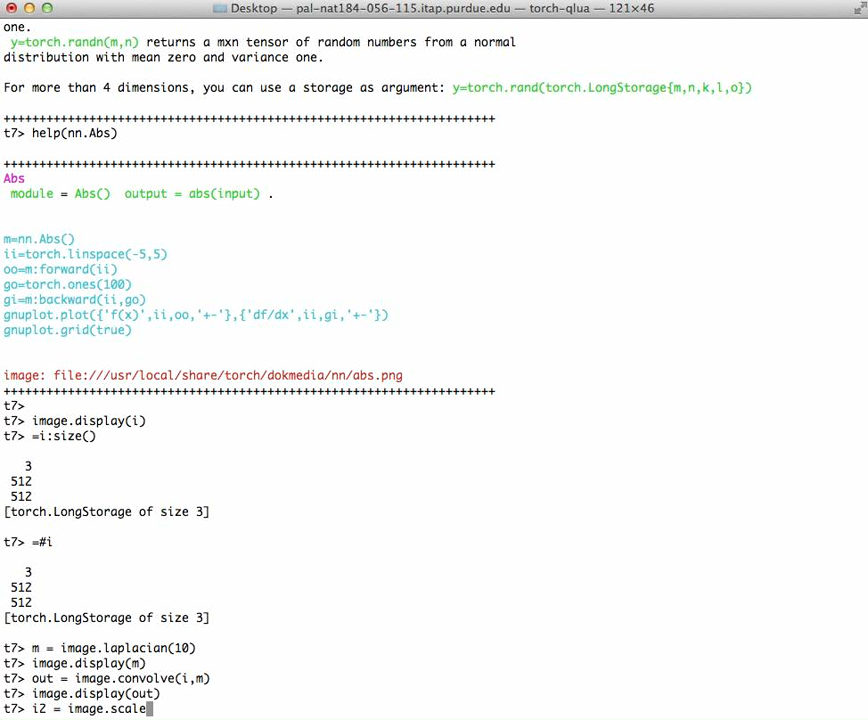 Desktop — pal-nat184-056-115.itap.purdue.edu — torch-qlua — 121×46
one.
y=torch.randn(m,n) returns a mxn tensor of random numbers from a normal
distribution with mean zero and variance one.
For more than 4 dimensions, you can use a storage as argument: y=torch.rand(torch.LongStorage{m,n,k,l,o})
+++++++++++++++++++++++++++++++++++++++++++++++++++++++++++++++++++++
t7> help(nn.Abs)
+++++++++++++++++++++++++++++++++++++++++++++++++++++++++++++++++++++
Abs
module = Abs()  output = abs(input) .
m=nn.Abs()
ii=torch.linspace(-5,5)
oo=m:forward(ii)
go=torch.ones(100)
gi=m:backward(ii,go)
gnuplot.plot({'f(x)',ii,oo,'+-'},{'df/dx',ii,gi,'+-'})
gnuplot.grid(true)
image: file:///usr/local/share/torch/dokmedia/nn/abs.png
+++++++++++++++++++++++++++++++++++++++++++++++++++++++++++++++++++++
t7>
t7> image.display(i)
t7> =i:size()
3
512
512
[torch.LongStorage of size 3]
t7> =#i
3
512
512
[torch.LongStorage of size 3]
t7> m = image.laplacian(10)
t7> image.display(m)
t7> out = image.convolve(i,m)
t7> image.display(out)
t7> i2 = image.scale